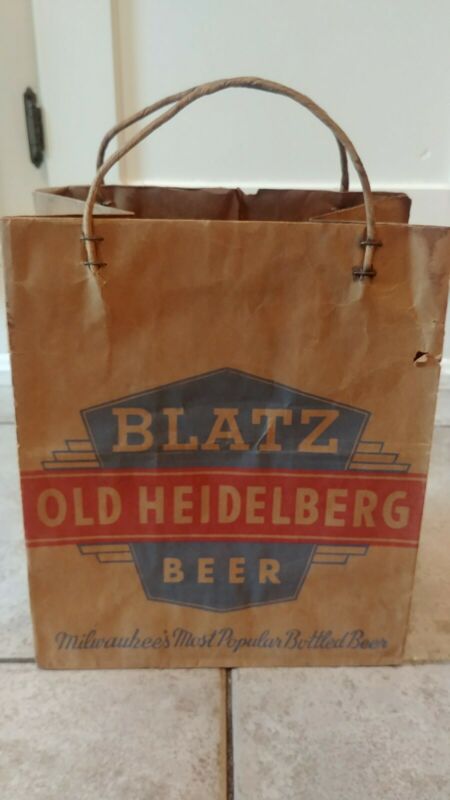 BLATZ
OLD HEIDELBERG
BEER
Milwaukee's Most Popular Bottled Beer